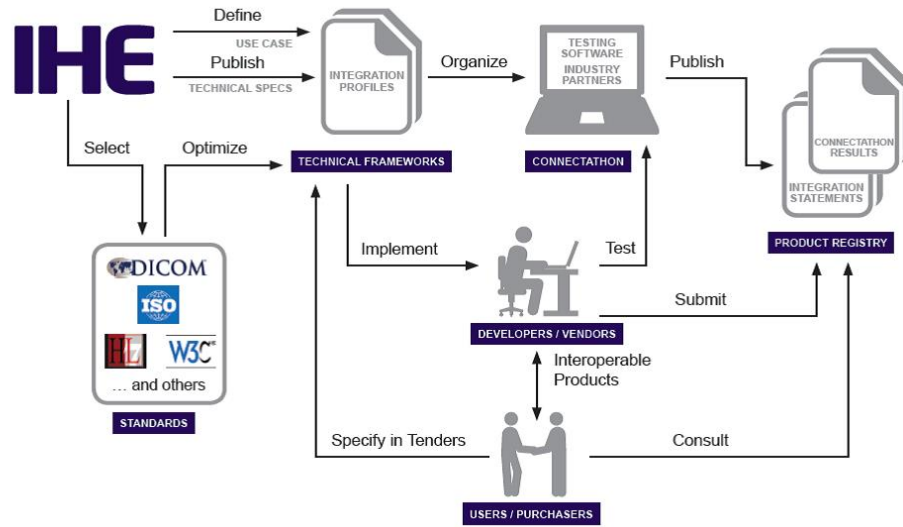 IHE
Define
USE CASE
Publish
TECHNICAL SPECS
INTEGRATION
PROFILES
Organize
TESTING
SOFTWARE
INDUSTRY
PARTNERS
Publish
CONNECTATHON
RESULTS
INTEGRATION
STATEMENTS
Select
Optimize
TECHNICAL FRAMEWORKS
CONNECTATHON
PRODUCT REGISTRY
DICOM
ISO
HL7
W3C
... and others
STANDARDS
Implement
Test
Submit
DEVELOPERS / VENDORS
Interoperable
Products
Specify in Tenders
Consult
USERS / PURCHASERS